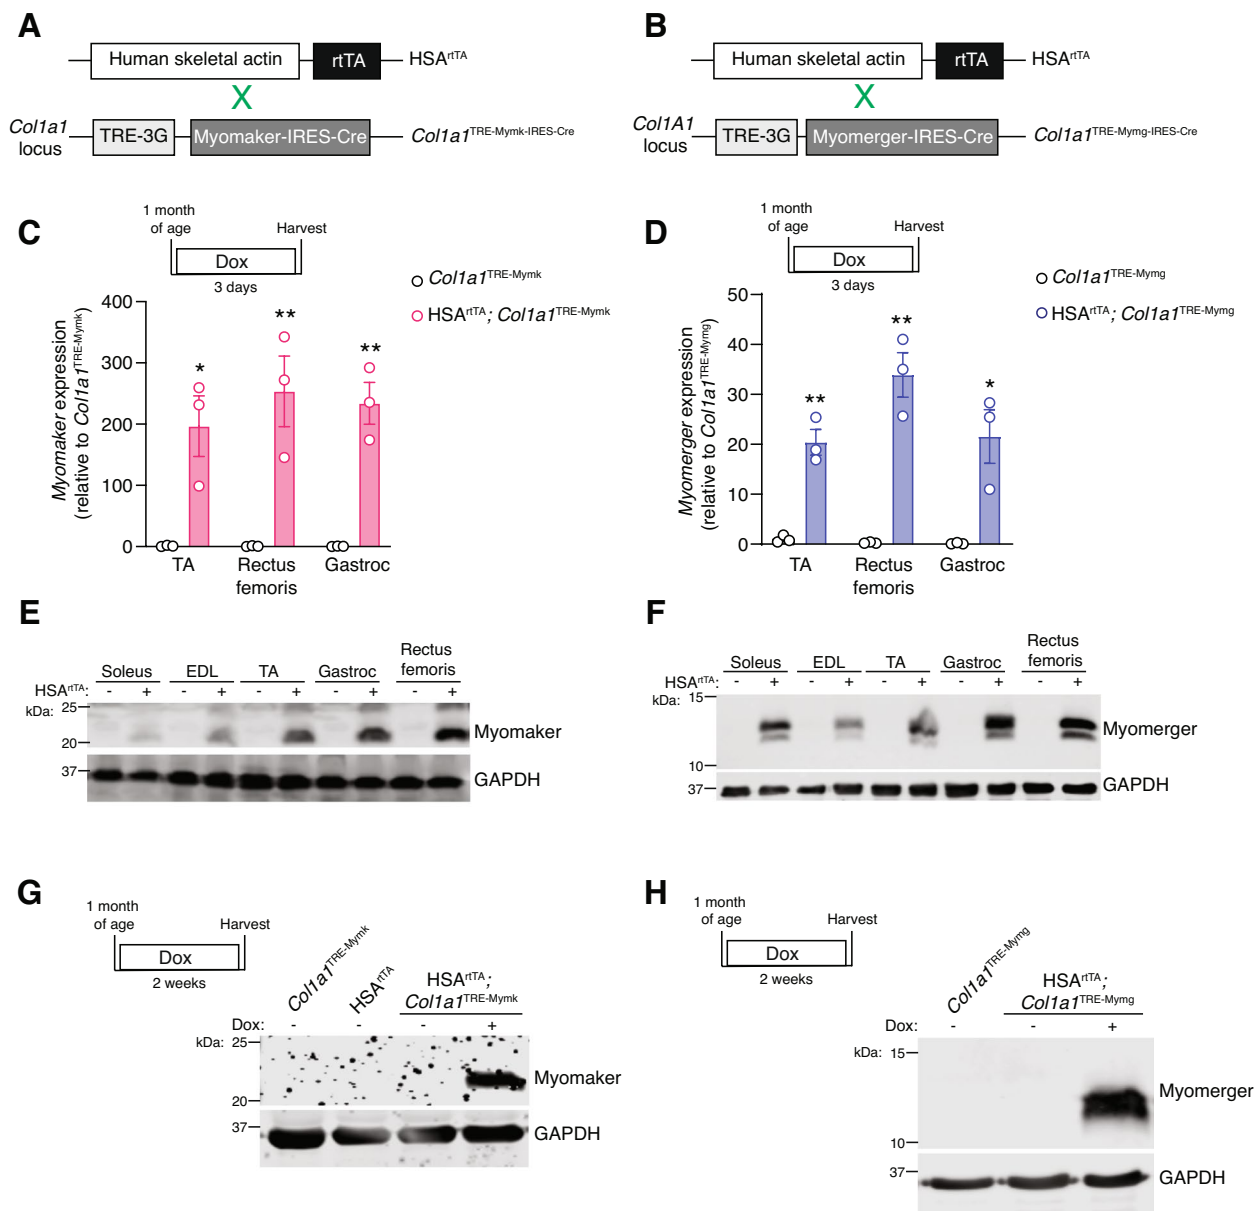 A
Human skeletal actin
rtTA
HSArtTA
X
Col1a1
locus
TRE-3G
Myomaker-IRES-Cre
Col1a1TRE-Mymk-IRES-Cre
B
Human skeletal actin
rtTA
HSArtTA
X
Col1A1
locus
TRE-3G
Myomerger-IRES-Cre
Col1a1TRE-Mymg-IRES-Cre
C
1 month
of age
Harvest
Dox
3 days
Col1a1TRE-Mymk
HSArtTA; Col1a1TRE-Mymk
Myomaker expression
(relative to Col1a1TRE-Mymk)
400
300
200
100
0
*
**
**
TA
Rectus
femoris
Gastroc
D
1 month
of age
Harvest
Dox
3 days
Col1a1TRE-Mymg
HSArtTA; Col1a1TRE-Mymg
Myomerger expression
(relative to Col1a1TRE-Mymg)
50
40
30
20
10
0
**
**
*
TA
Rectus
femoris
Gastroc
E
Soleus
EDL
TA
Gastroc
Rectus
femoris
HSArtTA: - + - + - + - + - +
kDa:
25
20
Myomaker
37
GAPDH
F
Soleus
EDL
TA
Gastroc
Rectus
femoris
HSArtTA: - + - + - + - + - +
kDa:
15
10
Myomerger
37
GAPDH
G
1 month
of age
Harvest
Dox
2 weeks
Col1a1TRE-Mymk
HSArtTA
HSArtTA;
Col1a1TRE-Mymk
Dox: - - - +
kDa:
25
20
Myomaker
37
GAPDH
H
1 month
of age
Harvest
Dox
2 weeks
Col1a1TRE-Mymg
HSArtTA;
Col1a1TRE-Mymg
Dox: - - +
kDa:
15
10
Myomerger
37
GAPDH